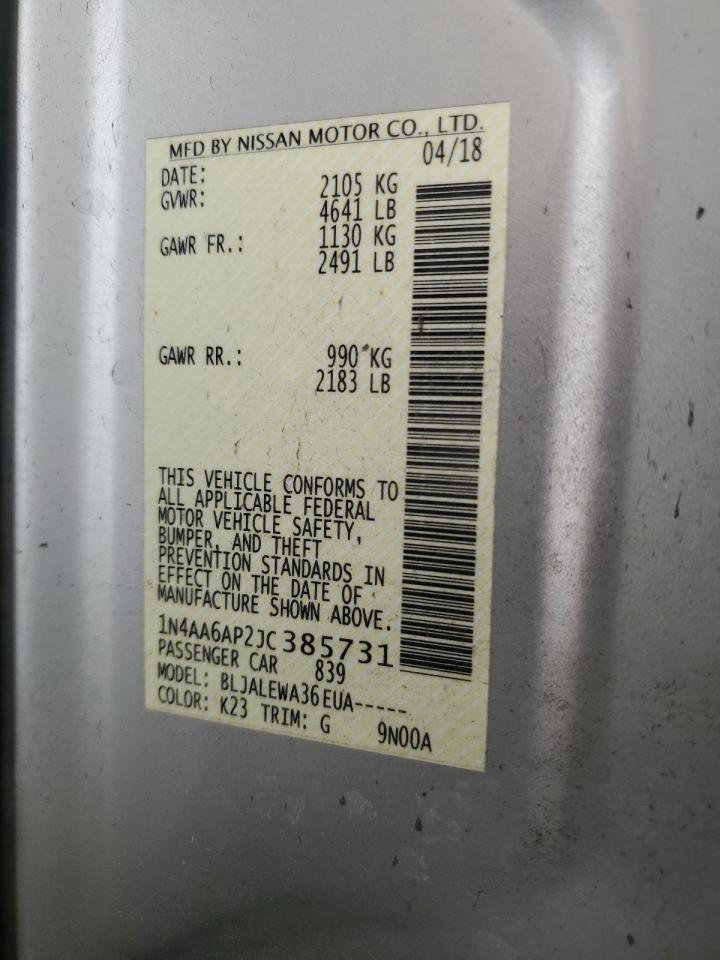 MFD BY NISSAN MOTOR CO., LTD.
DATE: 04/18
GVWR: 2105 KG
4641 LB
GAWR FR.: 1130 KG
2491 LB
GAWR RR.: 990 KG
2183 LB
THIS VEHICLE CONFORMS TO
ALL APPLICABLE FEDERAL
MOTOR VEHICLE SAFETY,
BUMPER, AND THEFT
PREVENTION STANDARDS IN
EFFECT ON THE DATE OF
MANUFACTURE SHOWN ABOVE.
1N4AA6AP2JC385731
PASSENGER CAR 839
MODEL: BLJALEWA36EUA-----
COLOR: K23 TRIM: G 9N00A